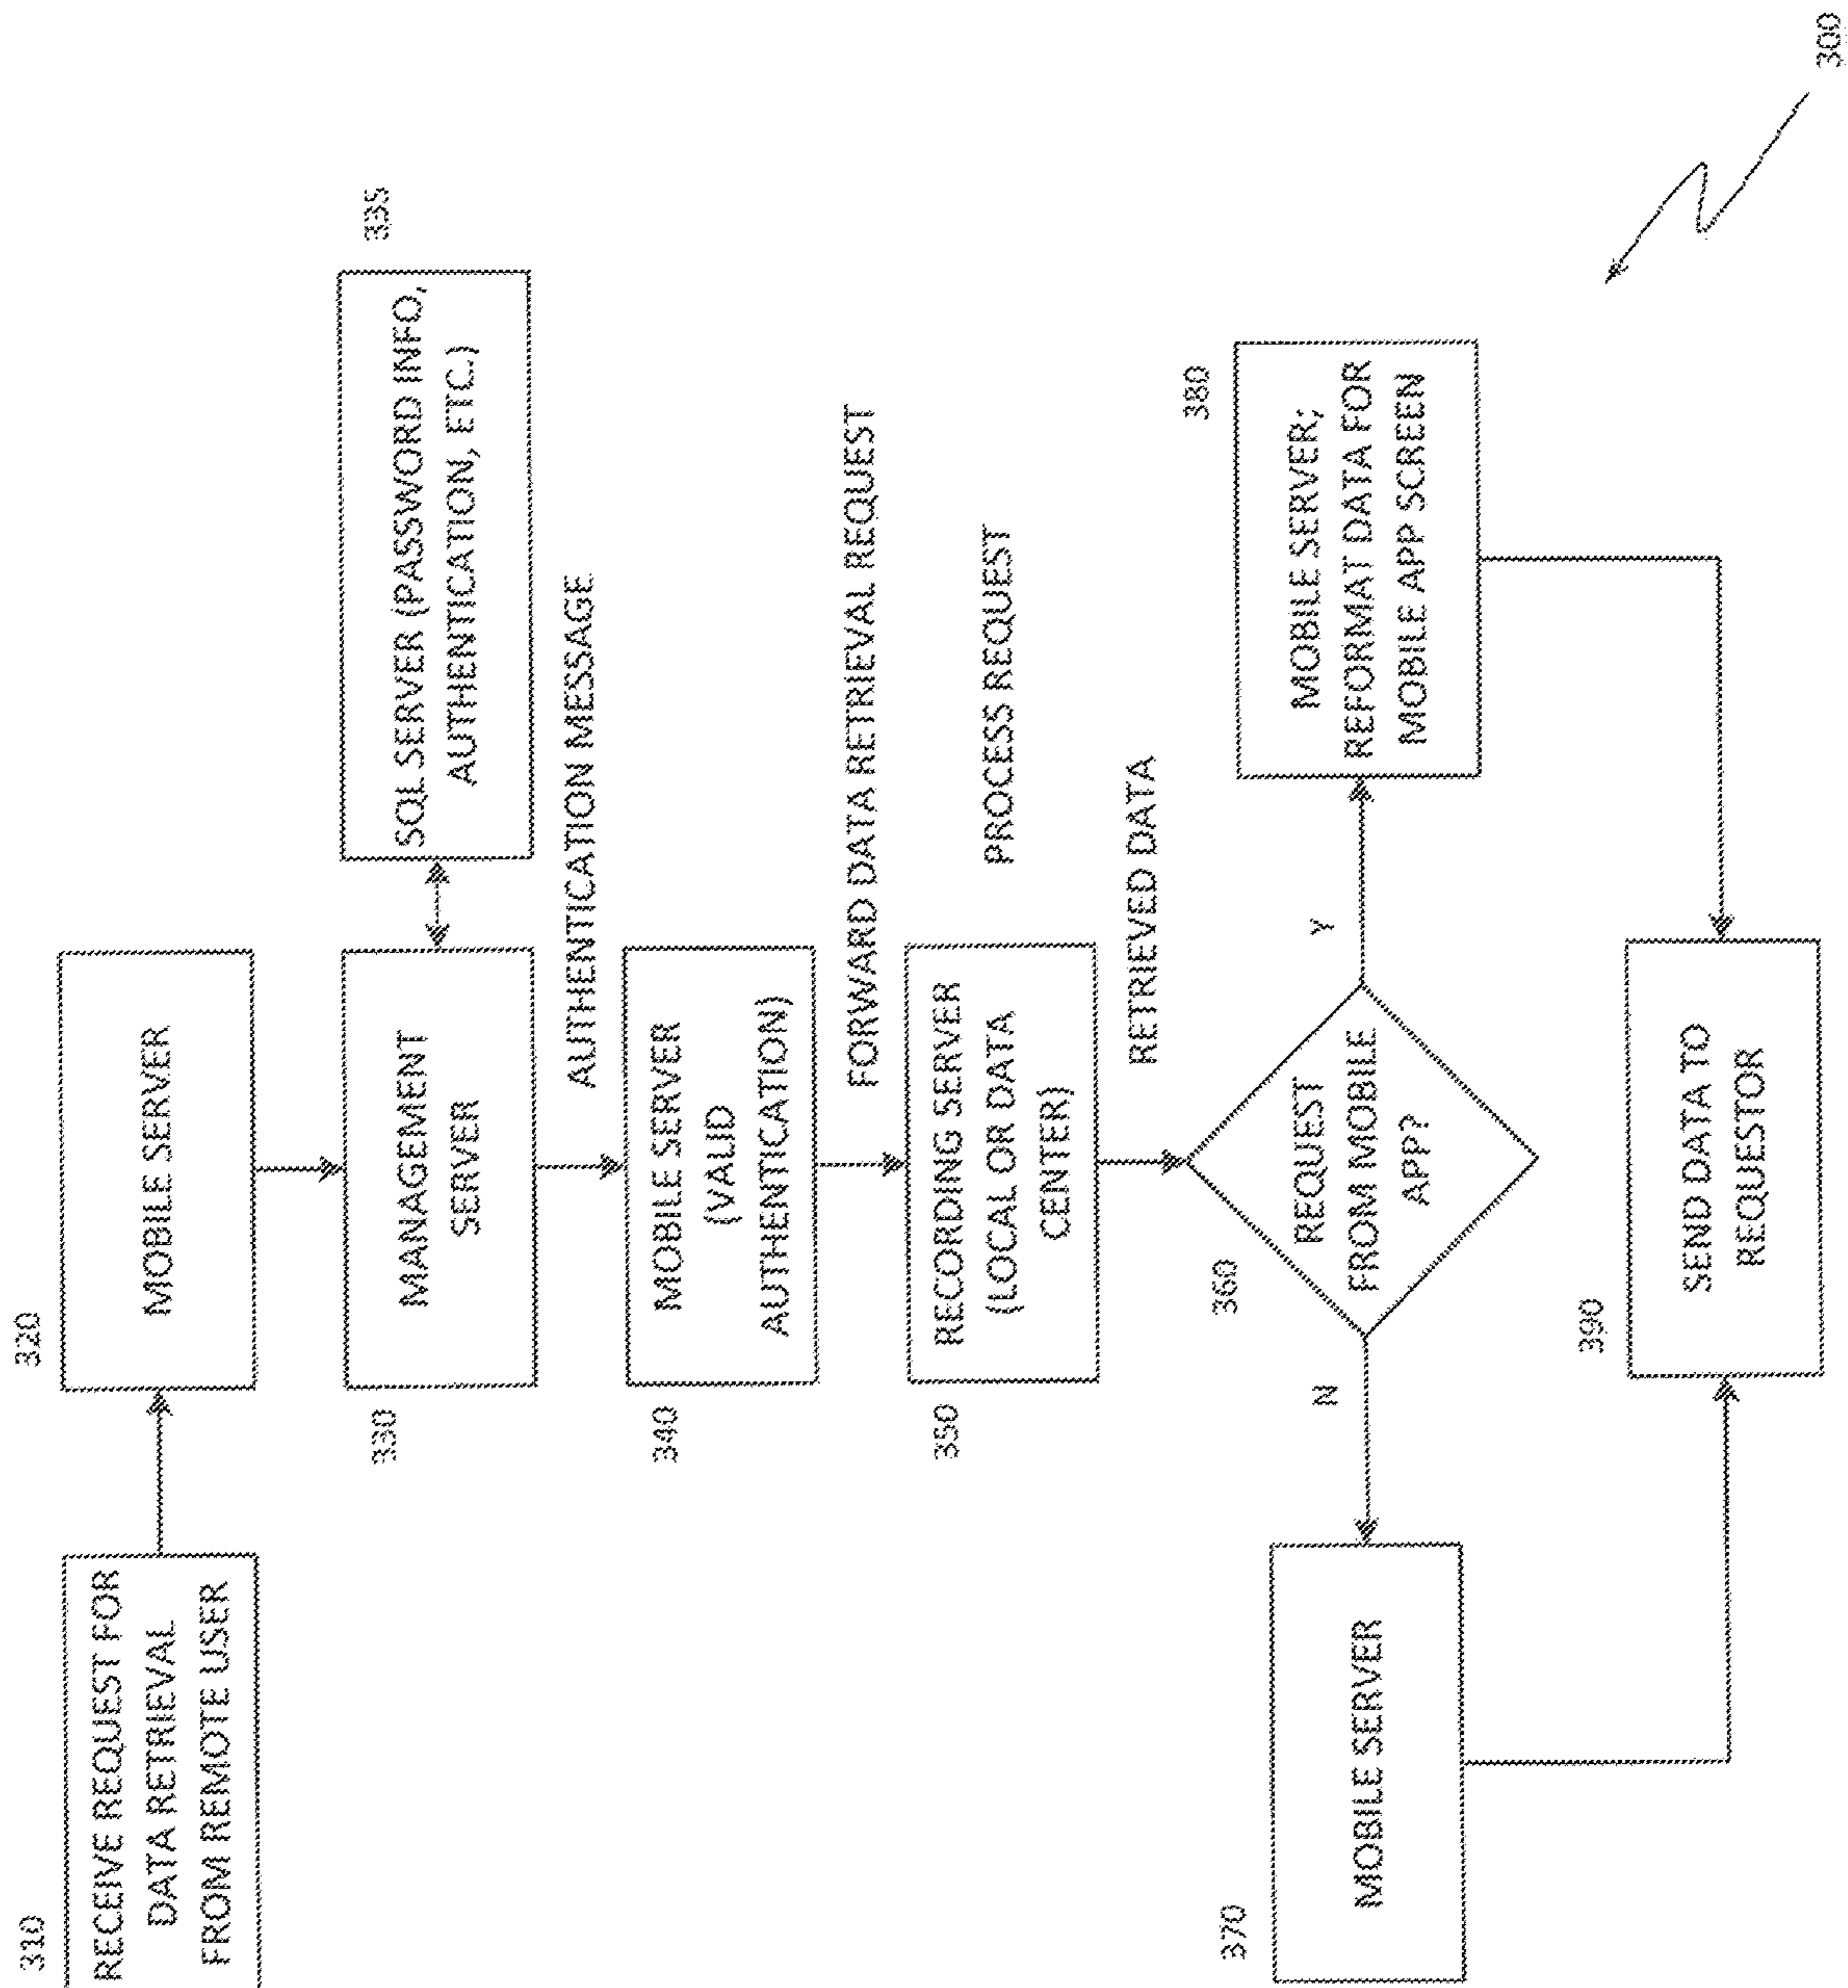 310
RECEIVE REQUEST FOR
DATA RETRIEVAL
FROM REMOTE USER
320
MOBILE SERVER
330
MANAGEMENT
SERVER
335
SQL SERVER (PASSWORD INFO,
AUTHENTICATION, ETC.)
AUTHENTICATION MESSAGE
340
MOBILE SERVER
(VALID
AUTHENTICATION)
FORWARD DATA RETRIEVAL REQUEST
350
RECORDING SERVER
(LOCAL OR DATA
CENTER)
PROCESS REQUEST
RETRIEVED DATA
360
REQUEST
FROM MOBILE
APP?
N
Y
370
MOBILE SERVER
380
MOBILE SERVER;
REFORMAT DATA FOR
MOBILE APP SCREEN
390
SEND DATA TO
REQUESTOR
300